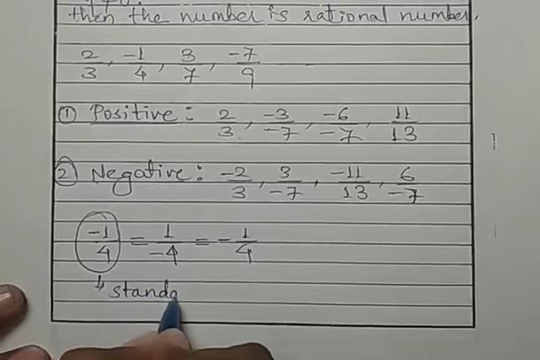 then the number is rational number.
2/3, -1/4, 3/7, -7/9
① Positive: 2/3, -3/-7, -6/-7, 11/13
② Negative: -2/3, 3/-7, -11/13, 6/-7
-1/4 = 1/-4 = -1/4
↳ standa